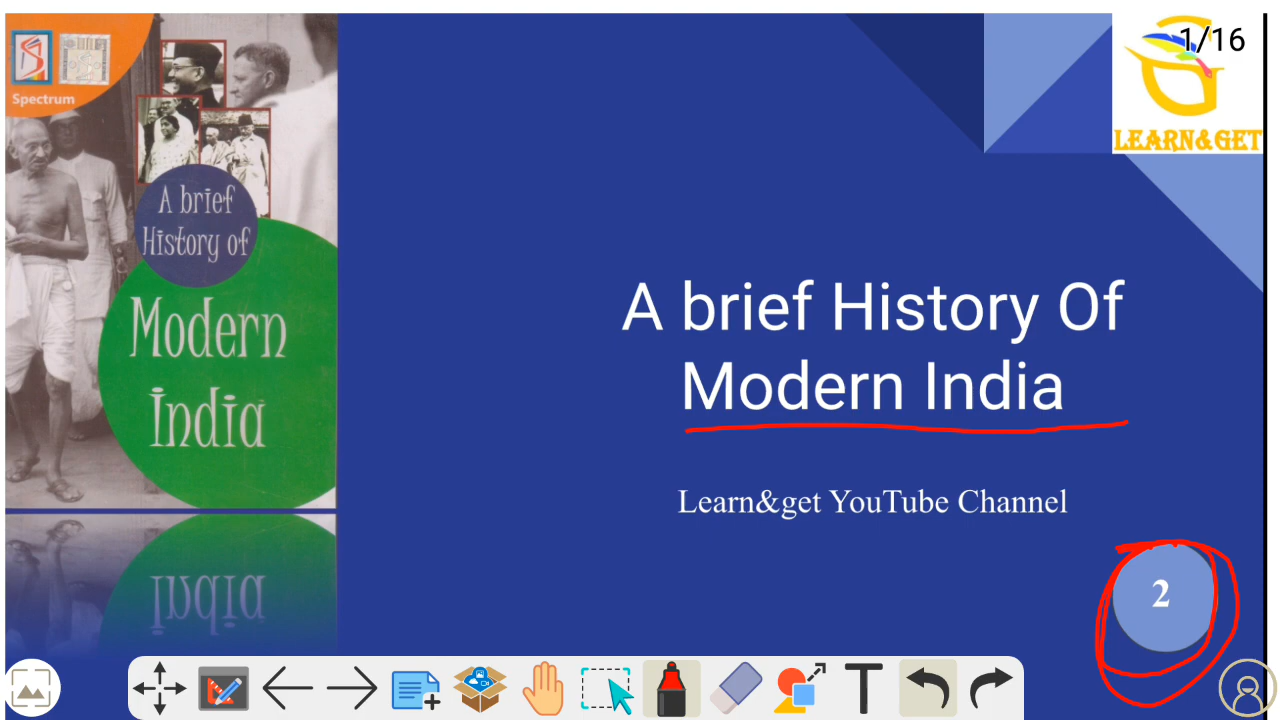 Spectrum
A brief
History of
Modern
India
1/16
LEARN&GET
A brief History Of
Modern India
Learn&get YouTube Channel
2
India
T